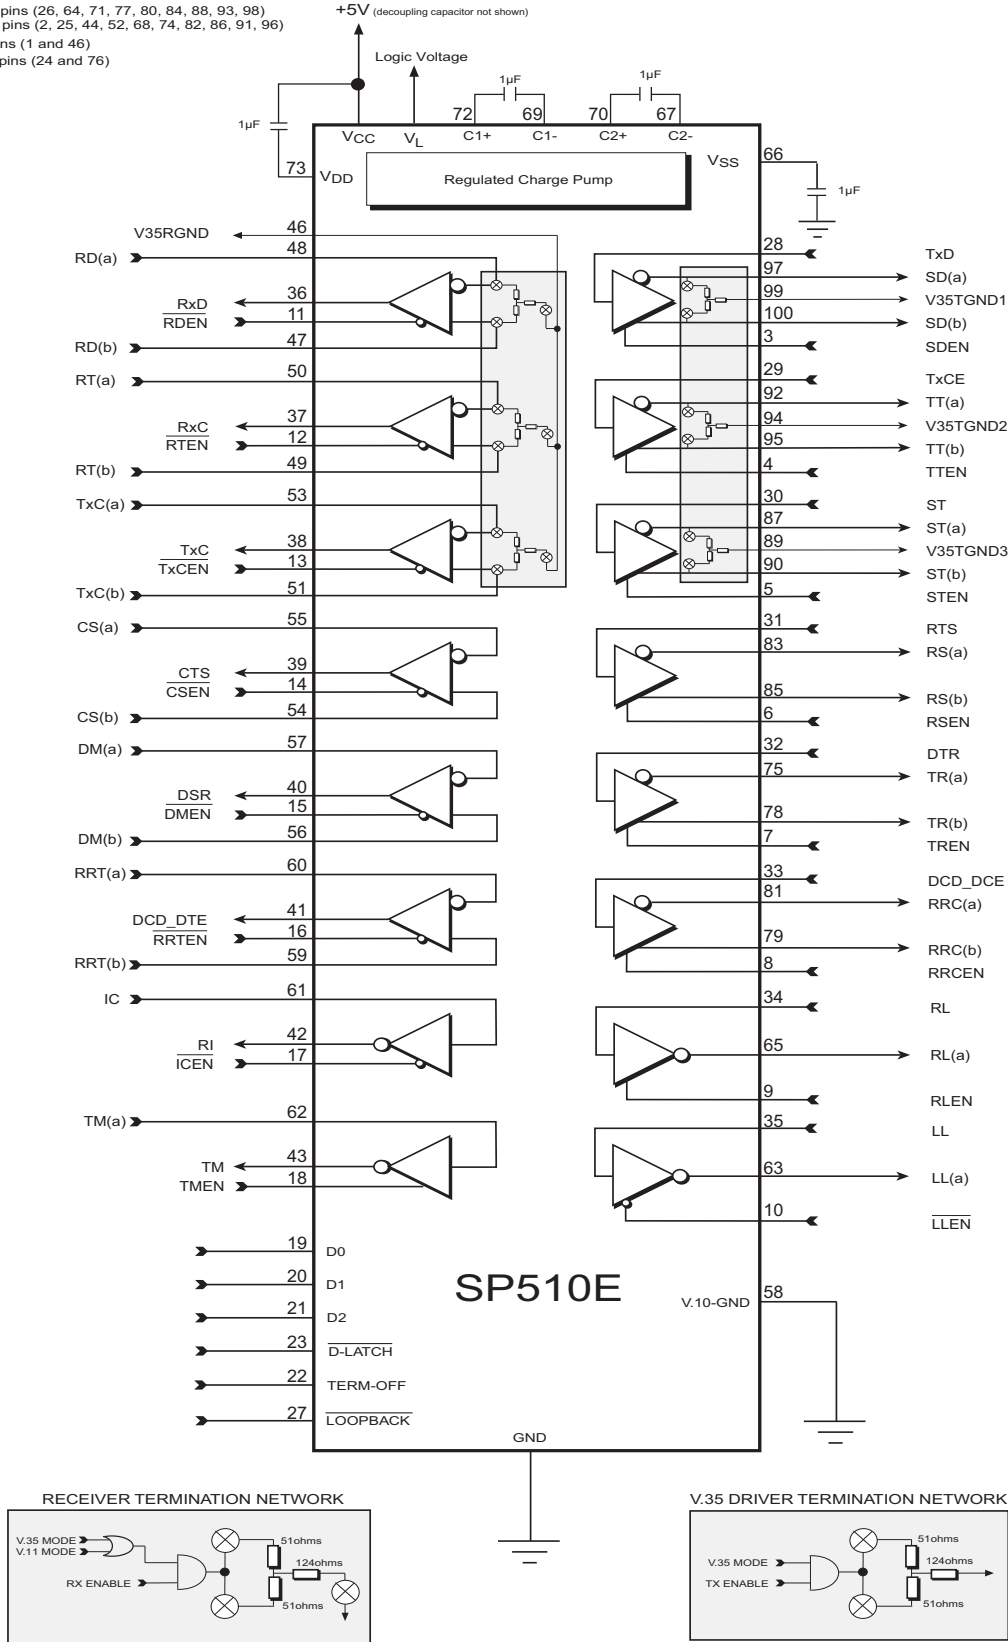 pins (26, 64, 71, 77, 80, 84, 88, 93, 98)
pins (2, 25, 44, 52, 68, 74, 82, 86, 91, 96)
ns (1 and 46)
pins (24 and 76)
+5V (decoupling capacitor not shown)
Logic Voltage
1µF
1µF
1µF
72
69
70
67
VCC
VL
C1+
C1-
C2+
C2-
73
VDD
Regulated Charge Pump
VSS
66
1µF
V35RGND
46
RD(a)
48
RxD
36
RDEN
11
RD(b)
47
RT(a)
50
RxC
37
RTEN
12
RT(b)
49
TxC(a)
53
TxC
38
TxCEN
13
TxC(b)
51
CS(a)
55
CTS
39
CSEN
14
CS(b)
54
DM(a)
57
DSR
40
DMEN
15
DM(b)
56
RRT(a)
60
DCD_DTE
41
RRTEN
16
RRT(b)
59
IC
61
RI
42
ICEN
17
TM(a)
62
TM
43
TMEN
18
19
D0
20
D1
21
D2
23
D-LATCH
22
TERM-OFF
27
LOOPBACK
28
TxD
97
SD(a)
99
V35TGND1
100
SD(b)
3
SDEN
29
TxCE
92
TT(a)
94
V35TGND2
95
TT(b)
4
TTEN
30
ST
87
ST(a)
89
V35TGND3
90
ST(b)
5
STEN
31
RTS
83
RS(a)
85
RS(b)
6
RSEN
32
DTR
75
TR(a)
78
TR(b)
7
TREN
33
DCD_DCE
81
RRC(a)
79
RRC(b)
8
RRCEN
34
RL
65
RL(a)
9
RLEN
35
LL
63
LL(a)
10
LLEN
SP510E
V.10-GND
58
GND
RECEIVER TERMINATION NETWORK
V.35 MODE
V.11 MODE
RX ENABLE
51ohms
124ohms
51ohms
V.35 DRIVER TERMINATION NETWORK
V.35 MODE
TX ENABLE
51ohms
124ohms
51ohms